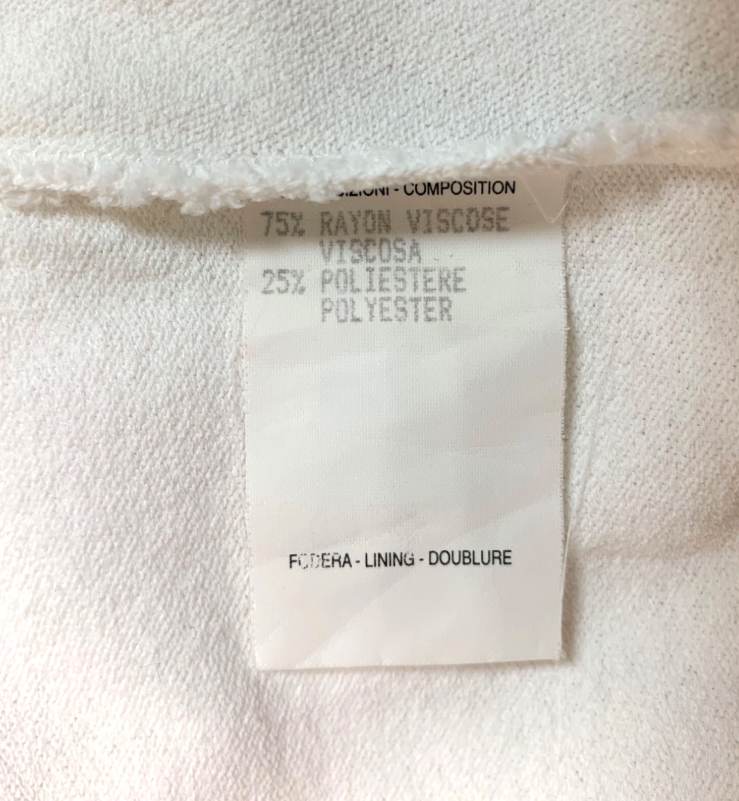 - COMPOSITION
75% RAYON VISCOSE
VISCOSA
25% POLIESTERE
POLYESTER
FODERA - LINING - DOUBLURE